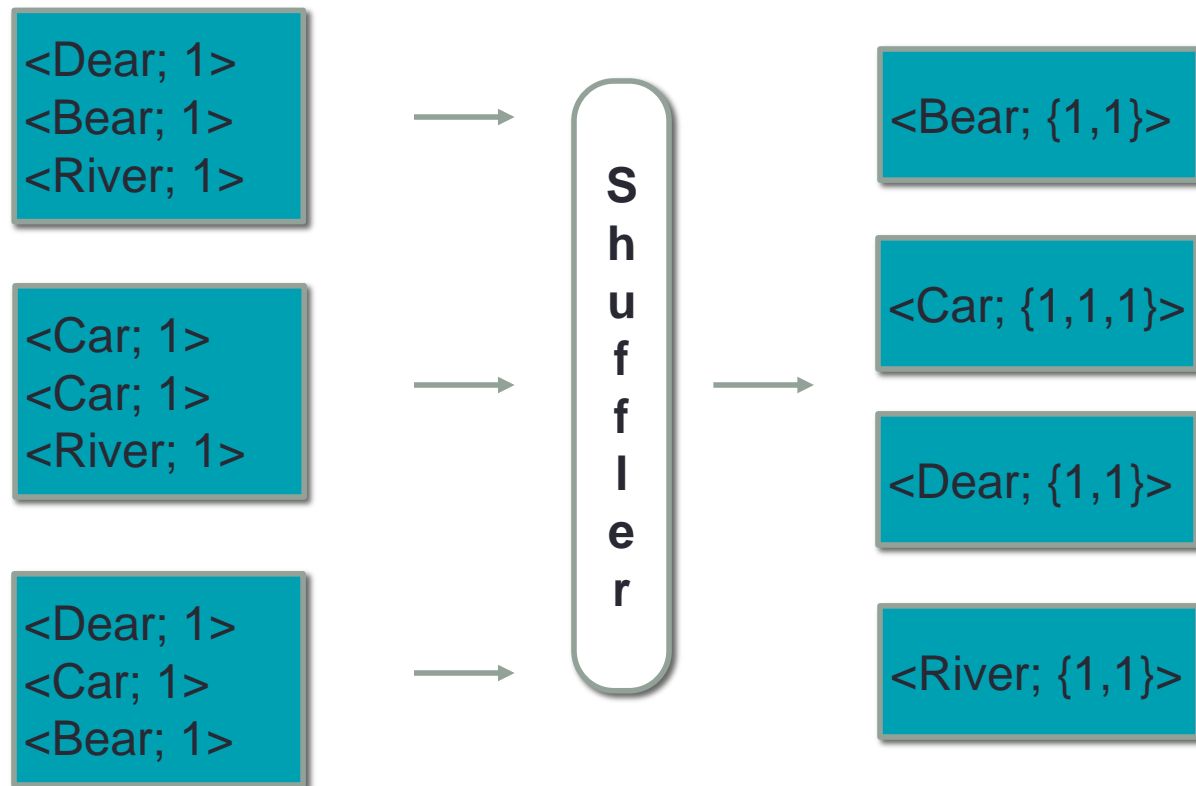 <Dear; 1>
<Bear; 1>
<River; 1>
<Car; 1>
<Car; 1>
<River; 1>
<Dear; 1>
<Car; 1>
<Bear; 1>
S
h
u
f
f
l
e
r
<Bear; {1,1}>
<Car; {1,1,1}>
<Dear; {1,1}>
<River; {1,1}>